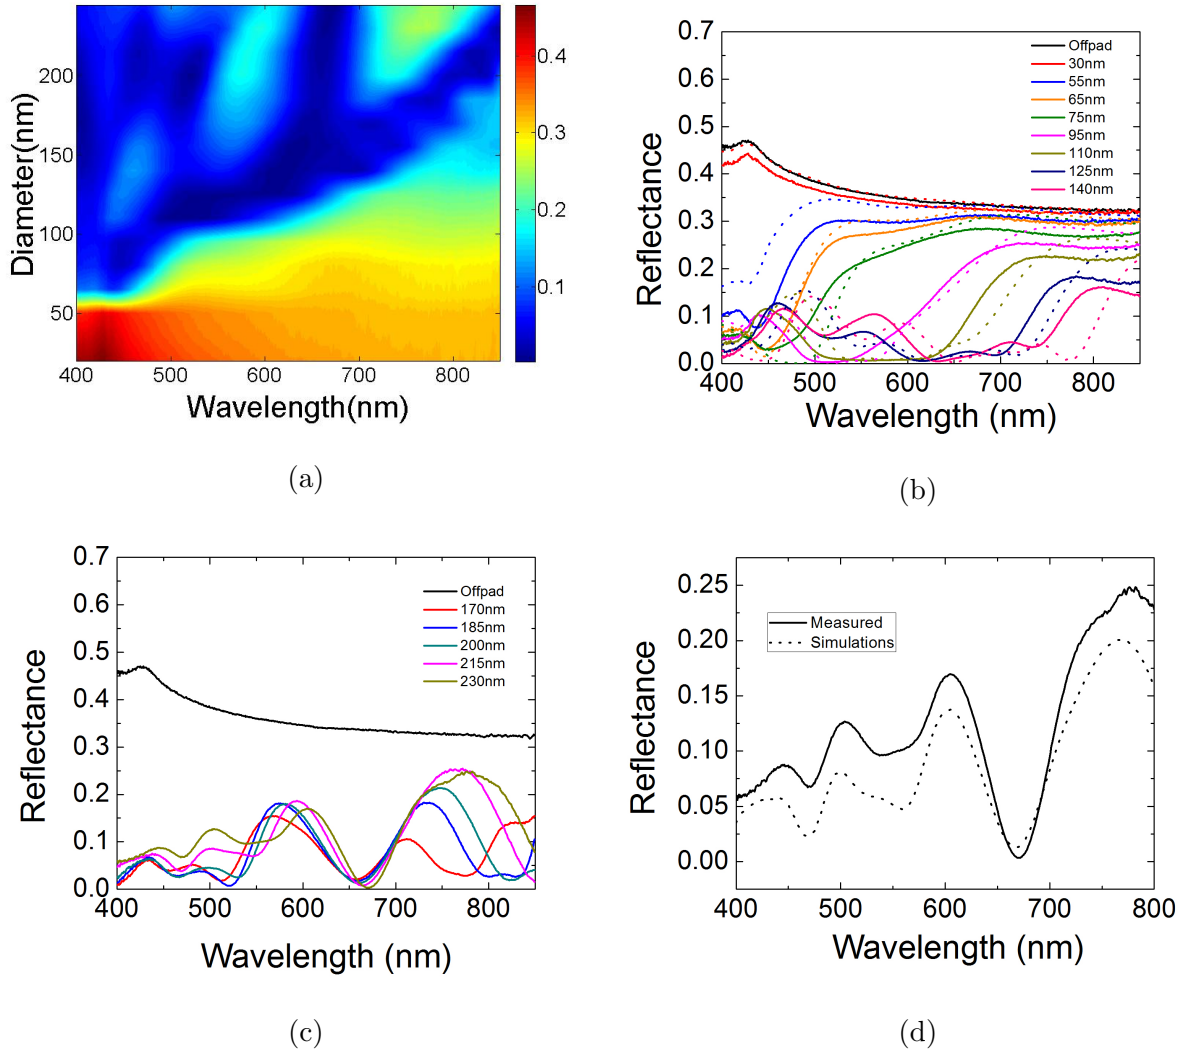 0.4
0.3
0.2
0.1
200
150
100
50
Diameter(nm)
400
500
600
700
800
Wavelength(nm)
(a)
0.7
0.6
0.5
0.4
0.3
0.2
0.1
0.0
Reflectance
Offpad
30nm
55nm
65nm
75nm
95nm
110nm
125nm
140nm
400
500
600
700
800
Wavelength (nm)
(b)
0.7
0.6
0.5
0.4
0.3
0.2
0.1
0.0
Reflectance
Offpad
170nm
185nm
200nm
215nm
230nm
400
500
600
700
800
Wavelength (nm)
(c)
0.25
0.20
0.15
0.10
0.05
0.00
Reflectance
Measured
Simulations
400
500
600
700
800
Wavelength (nm)
(d)